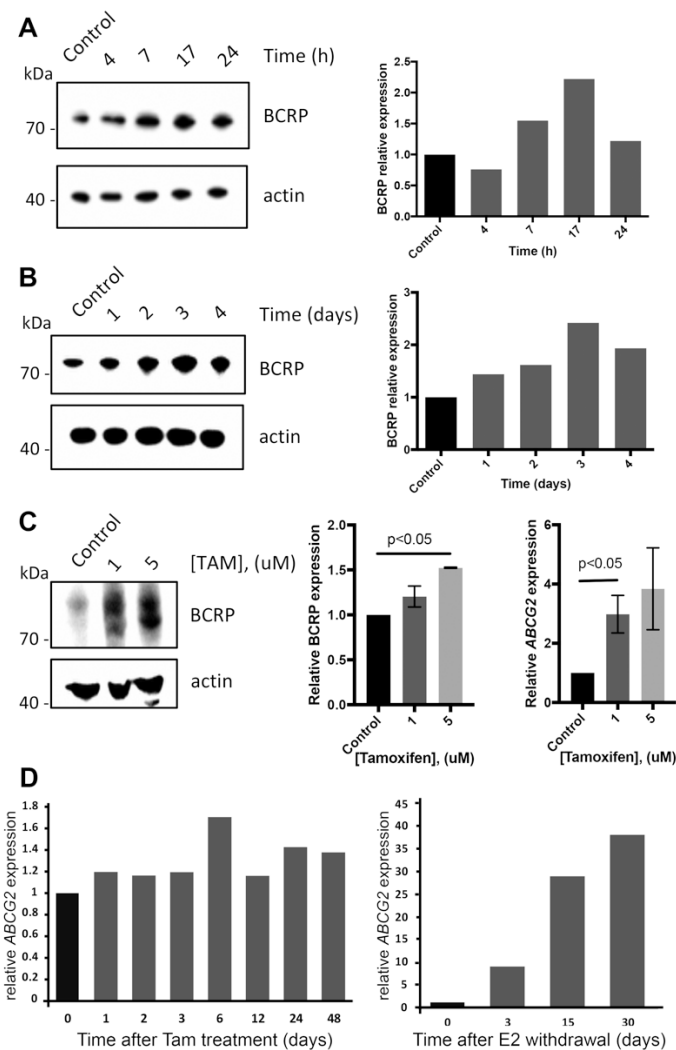 A
Control
4
7
17
24
Time (h)
kDa
70 -
BCRP
40 -
actin
BCRP relative expression
2.5
2.0
1.5
1.0
0.5
0.0
Control
4
7
17
24
Time (h)
B
Control
1
2
3
4
Time (days)
kDa
70 -
BCRP
40 -
actin
BCRP relative expression
3
2
1
0
Control
1
2
3
4
Time (days)
C
Control
1
5
[TAM], (uM)
kDa
70 -
BCRP
40 -
actin
Relative BCRP expression
2.0
1.5
1.0
0.5
0.0
p<0.05
Control
1
5
[Tamoxifen], (uM)
Relative ABCG2 expression
6
4
2
0
p<0.05
Control
1
5
[Tamoxifen], (uM)
D
relative ABCG2 expression
1.8
1.6
1.4
1.2
1
0.8
0.6
0.4
0.2
0
0 1 2 3 6 12 24 48
Time after Tam treatment (days)
relative ABCG2 expression
45
40
35
30
25
20
15
10
5
0
0 3 15 30
Time after E2 withdrawal (days)